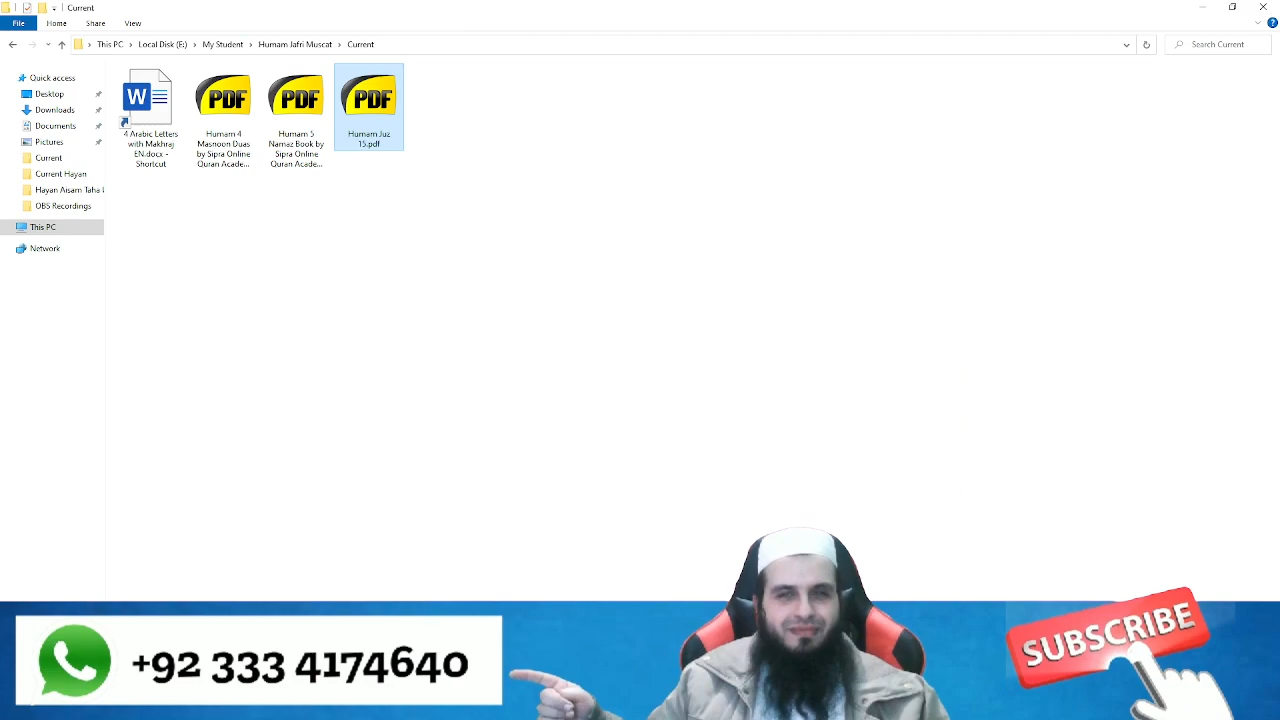 Current
File Home Share View
This PC Local Disk (E:) My Student Humam Jafri Muscat Current
Search Current
Quick access
Desktop
Downloads
Documents
Pictures
Current
Current Hayan
Hayan Aisam Taha
OBS Recordings
This PC
Network
4 Arabic Letters
with Makhraj
EN.docx -
Shortcut
Humam 4
Masnoon Duas
by Sipra Online
Quran Acade...
Humam 5
Namaz Book by
Sipra Online
Quran Acade...
Humam Juz
15.pdf
W
PDF
PDF
PDF
+92 333 4174640
SUBSCRIBE